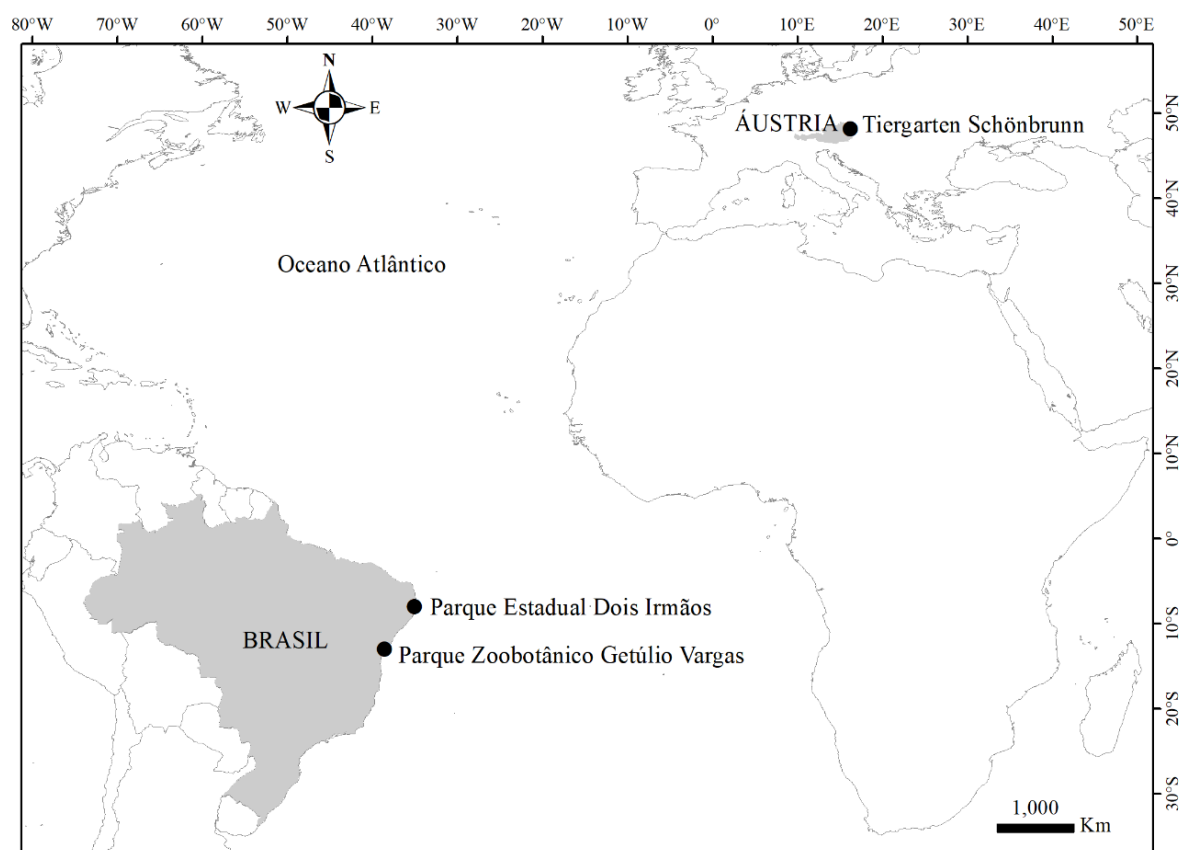 80°W 70°W 60°W 50°W 40°W 30°W 20°W 10°W 0° 10°E 20°E 30°E 40°E 50°E
N
W E
S
50°N
ÁUSTRIA Tiergarten Schönbrunn
40°N
Oceano Atlântico
30°N
20°N
10°N
0°
Parque Estadual Dois Irmãos
10°S
BRASIL
Parque Zoobotânico Getúlio Vargas
20°S
30°S
1,000
Km